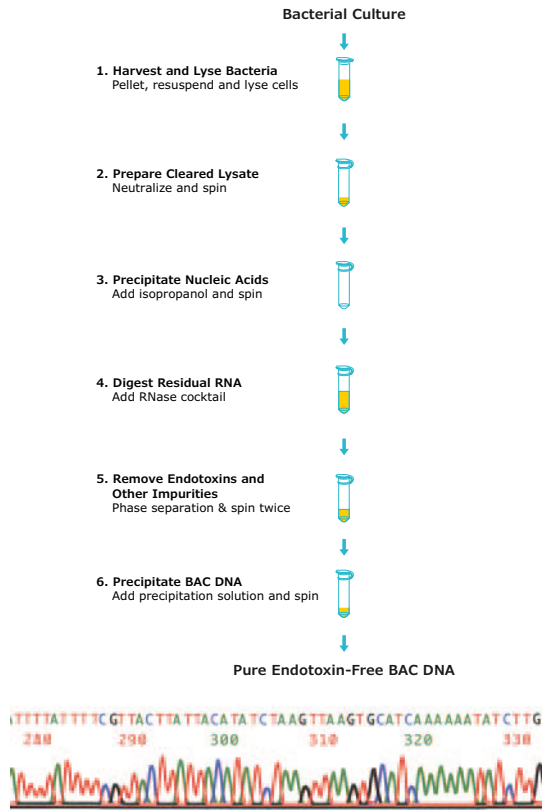 Bacterial Culture
1. Harvest and Lyse Bacteria
Pellet, resuspend and lyse cells
2. Prepare Cleared Lysate
Neutralize and spin
3. Precipitate Nucleic Acids
Add isopropanol and spin
4. Digest Residual RNA
Add RNase cocktail
5. Remove Endotoxins and
Other Impurities
Phase separation & spin twice
6. Precipitate BAC DNA
Add precipitation solution and spin
Pure Endotoxin-Free BAC DNA
ATTTTATTTTCGTTACTTATTACATATCTAAGTTAAGTGCATCAAAAAATATCTTG
280 290 300 310 320 330